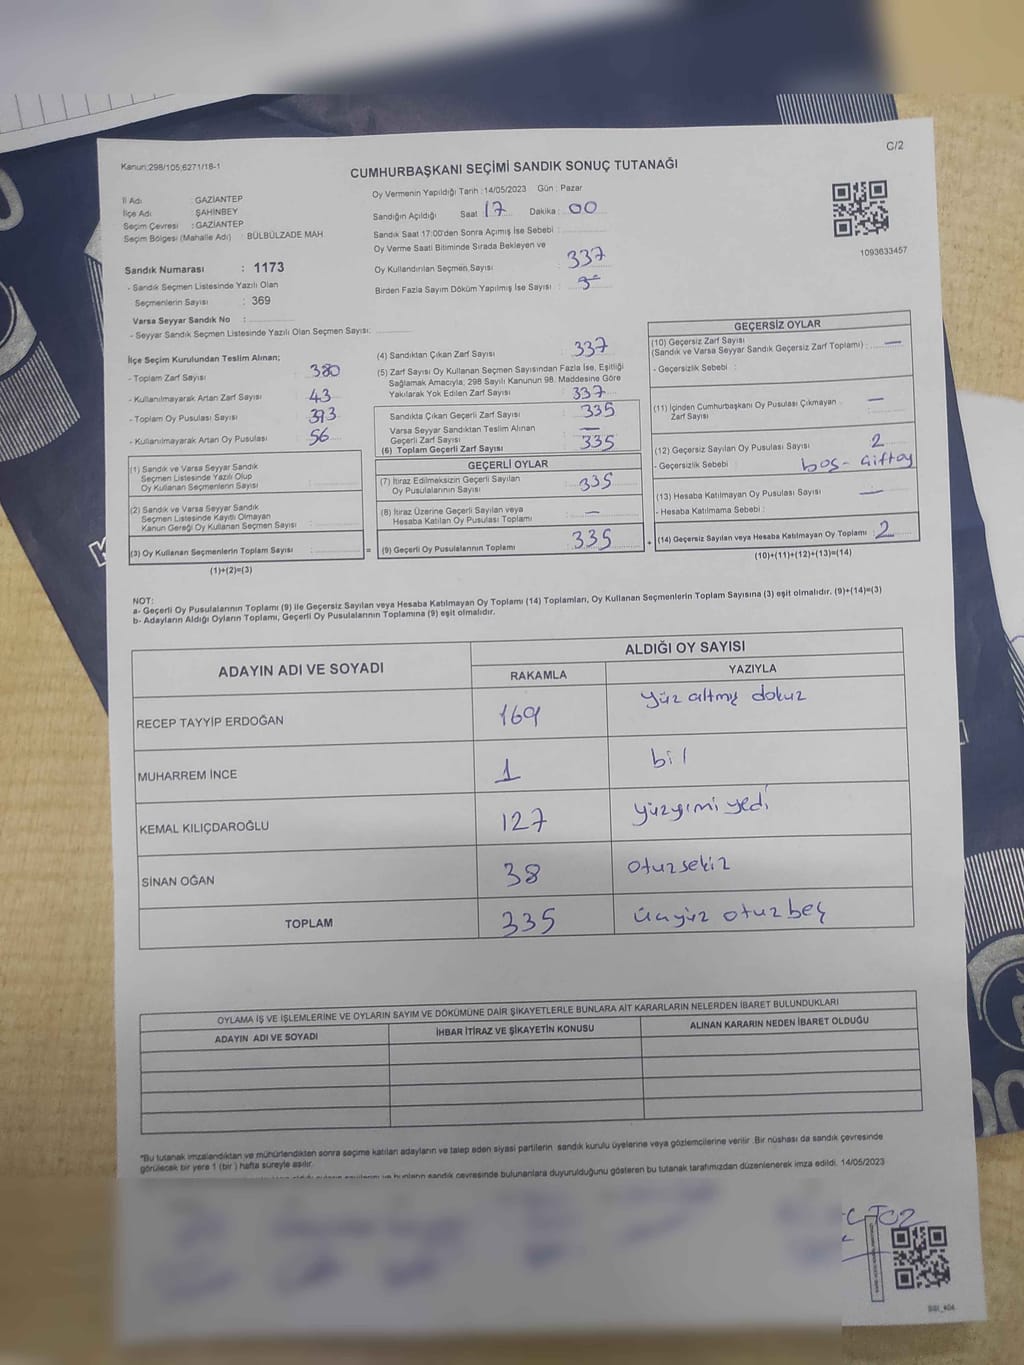 C/2
Kanun:298/105;6271/18-1
CUMHURBAŞKANI SEÇİMİ SANDIK SONUÇ TUTANAĞI
Oy Vermenin Yapıldığı Tarih :14/05/2023 Gün : Pazar
İl Adı : GAZİANTEP
İlçe Adı : ŞAHİNBEY
Seçim Çevresi : GAZİANTEP
Seçim Bölgesi (Mahalle Adı) : BÜLBÜLZADE MAH.
Sandığın Açıldığı Saat 17 Dakika : 00
Sandık Saat 17:00'den Sonra Açımış İse Sebebi :
Oy Verme Saati Bitiminde Sırada Bekleyen ve
Oy Kullandırılan Seçmen Sayısı : 337
Birden Fazla Sayım Döküm Yapılmış İse Sayısı :
1093633457
Sandık Numarası : 1173
- Sandık Seçmen Listesinde Yazılı Olan
Seçmenlerin Sayısı : 369
Varsa Seyyar Sandık No :
- Seyyar Sandık Seçmen Listesinde Yazılı Olan Seçmen Sayısı:
İlçe Seçim Kurulundan Teslim Alınan;
- Toplam Zarf Sayısı : 380
- Kullanılmayarak Artan Zarf Sayısı : 43
- Toplam Oy Pusulası Sayısı : 393
- Kullanılmayarak Artan Oy Pusulası : 56
(1) Sandık ve Varsa Seyyar Sandık
Seçmen Listesinde Yazılı Olup
Oy Kullanan Seçmenlerin Sayısı :
(2) Sandık ve Varsa Seyyar Sandık
Seçmen Listesinde Kayıtlı Olmayan
Kanun Gereği Oy Kullanan Seçmen Sayısı :
(3) Oy Kullanan Seçmenlerin Toplam Sayısı : =
(1)+(2)=(3)
(4) Sandıktan Çıkan Zarf Sayısı : 337
(5) Zarf Sayısı Oy Kullanan Seçmen Sayısından Fazla İse, Eşitliği
Sağlamak Amacıyla; 298 Sayılı Kanunun 98. Maddesine Göre
Yakılarak Yok Edilen Zarf Sayısı : 337
Sandıkta Çıkan Geçerli Zarf Sayısı : 335
Varsa Seyyar Sandıktan Teslim Alınan
Geçerli Zarf Sayısı : —
(6) Toplam Geçerli Zarf Sayısı : 335
GEÇERLİ OYLAR
(7) İtiraz Edilmeksizin Geçerli Sayılan
Oy Pusulalarının Sayısı : 335
(8) İtiraz Üzerine Geçerli Sayılan veya
Hesaba Katılan Oy Pusulası Toplamı : —
(9) Geçerli Oy Pusulalarının Toplamı : 335 +
GEÇERSİZ OYLAR
(10) Geçersiz Zarf Sayısı
(Sandık ve Varsa Seyyar Sandık Geçersiz Zarf Toplamı) : —
- Geçersizlik Sebebi :
(11) İçinden Cumhurbaşkanı Oy Pusulası Çıkmayan
Zarf Sayısı : —
(12) Geçersiz Sayılan Oy Pusulası Sayısı : 2
- Geçersizlik Sebebi : boş - çift oy
(13) Hesaba Katılmayan Oy Pusulası Sayısı : —
- Hesaba Katılmama Sebebi :
(14) Geçersiz Sayılan veya Hesaba Katılmayan Oy Toplamı : 2
(10)+(11)+(12)+(13)=(14)
NOT:
a- Geçerli Oy Pusulalarının Toplamı (9) ile Geçersiz Sayılan veya Hesaba Katılmayan Oy Toplamı (14) Toplamları, Oy Kullanan Seçmenlerin Toplam Sayısına (3) eşit olmalıdır. (9)+(14)=(3)
b- Adayların Aldığı Oyların Toplamı, Geçerli Oy Pusulalarının Toplamına (9) eşit olmalıdır.
ADAYIN ADI VE SOYADI ALDIĞI OY SAYISI
RAKAMLA YAZIYLA
RECEP TAYYİP ERDOĞAN 169 yüz altmış dokuz
MUHARREM İNCE 1 bir
KEMAL KILIÇDAROĞLU 127 yüzyirmi yedi
SİNAN OĞAN 38 otuzsekiz
TOPLAM 335 üçyüz otuz beş
OYLAMA İŞ VE İŞLEMLERİNE VE OYLARIN SAYIM VE DÖKÜMÜNE DAİR ŞİKAYETLERLE BUNLARA AİT KARARLARIN NELERDEN İBARET BULUNDUKLARI
ADAYIN ADI VE SOYADI İHBAR İTİRAZ VE ŞİKAYETİN KONUSU ALINAN KARARIN NEDEN İBARET OLDUĞU
*Bu tutanak imzalandıktan ve mühürlendikten sonra seçime katılan adayların ve talep eden siyasi partilerin sandık kurulu üyelerine veya gözlemcilerine verilir .Bir nüshası da sandık çevresinde
görülecek bir yere 1 (bir ) hafta süreyle asılır.
sandık çevresinde bulunanlara duyurulduğunu gösteren bu tutanak tarafımızdan düzenlenerek imza edildi. 14/05/2023